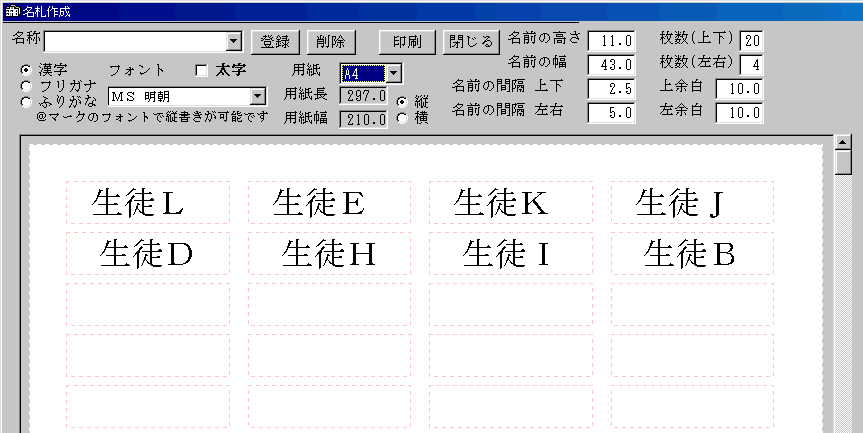 名札作成
名称 登録 削除 印刷 閉じる 名前の高さ 11.0 枚数(上下) 20
名前の幅 43.0 枚数(左右) 4
漢字 フォント 太字 用紙 A4
フリガナ 用紙長 297.0 縦 名前の間隔 上下 2.5 上余白 10.0
ふりがな MS 明朝
用紙幅 210.0 横 名前の間隔 左右 5.0 左余白 10.0
@マークのフォントで縦書きが可能です
生徒L 生徒E 生徒K 生徒J
生徒D 生徒H 生徒I 生徒B